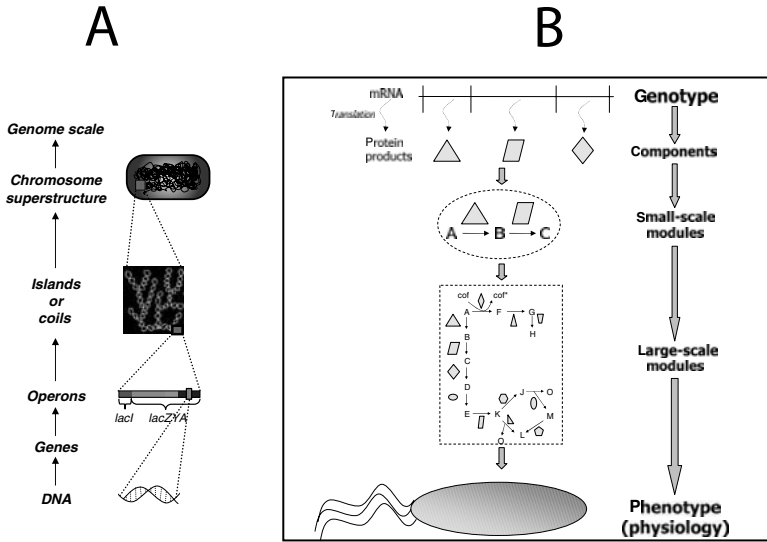 A
Genome scale
Chromosome
superstructure
Islands
or
coils
Operons
lacI
lacZYA
Genes
DNA
B
mRNA
Translation
Protein
products
A B C
cof cof*
A F G
B H
C
D
J O
E K M
L
Q
Genotype
Components
Small-scale
modules
Large-scale
modules
Phenotype
(physiology)